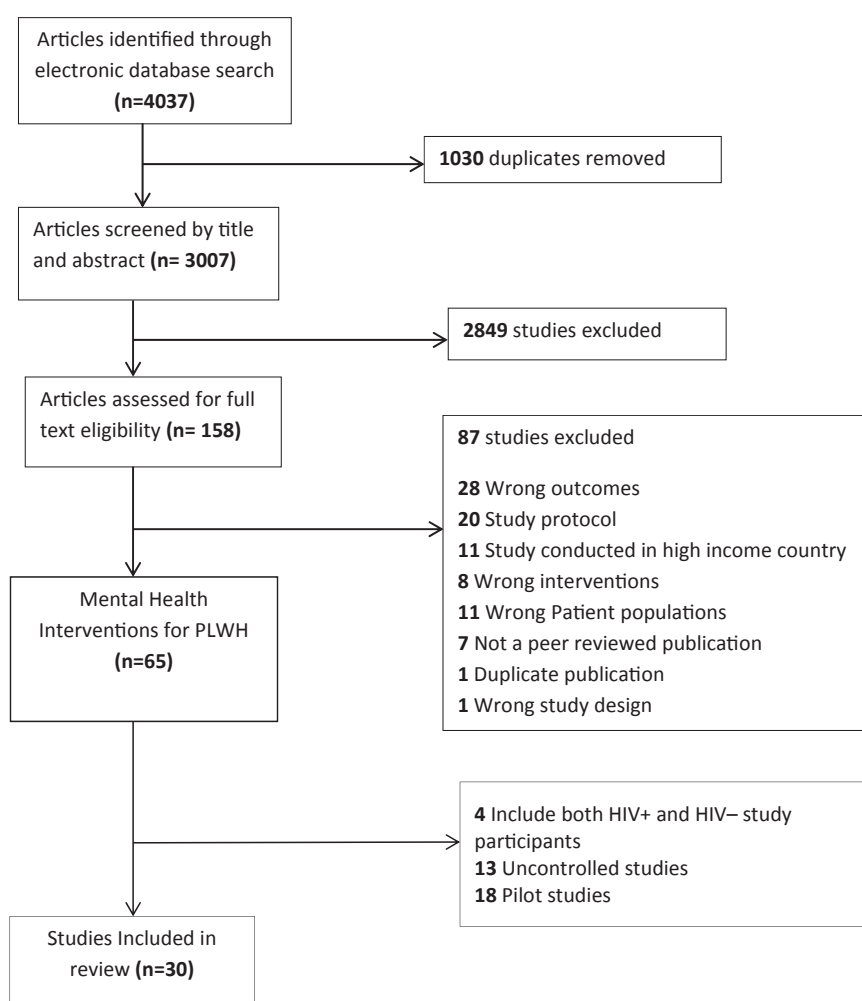 Articles identified through
electronic database search
(n=4037)
1030 duplicates removed
Articles screened by title
and abstract (n= 3007)
2849 studies excluded
Articles assessed for full
text eligibility (n= 158)
87 studies excluded
28 Wrong outcomes
20 Study protocol
11 Study conducted in high income country
8 Wrong interventions
11 Wrong Patient populations
7 Not a peer reviewed publication
1 Duplicate publication
1 Wrong study design
Mental Health
Interventions for PLWH
(n=65)
4 Include both HIV+ and HIV– study
participants
13 Uncontrolled studies
18 Pilot studies
Studies Included in
review (n=30)